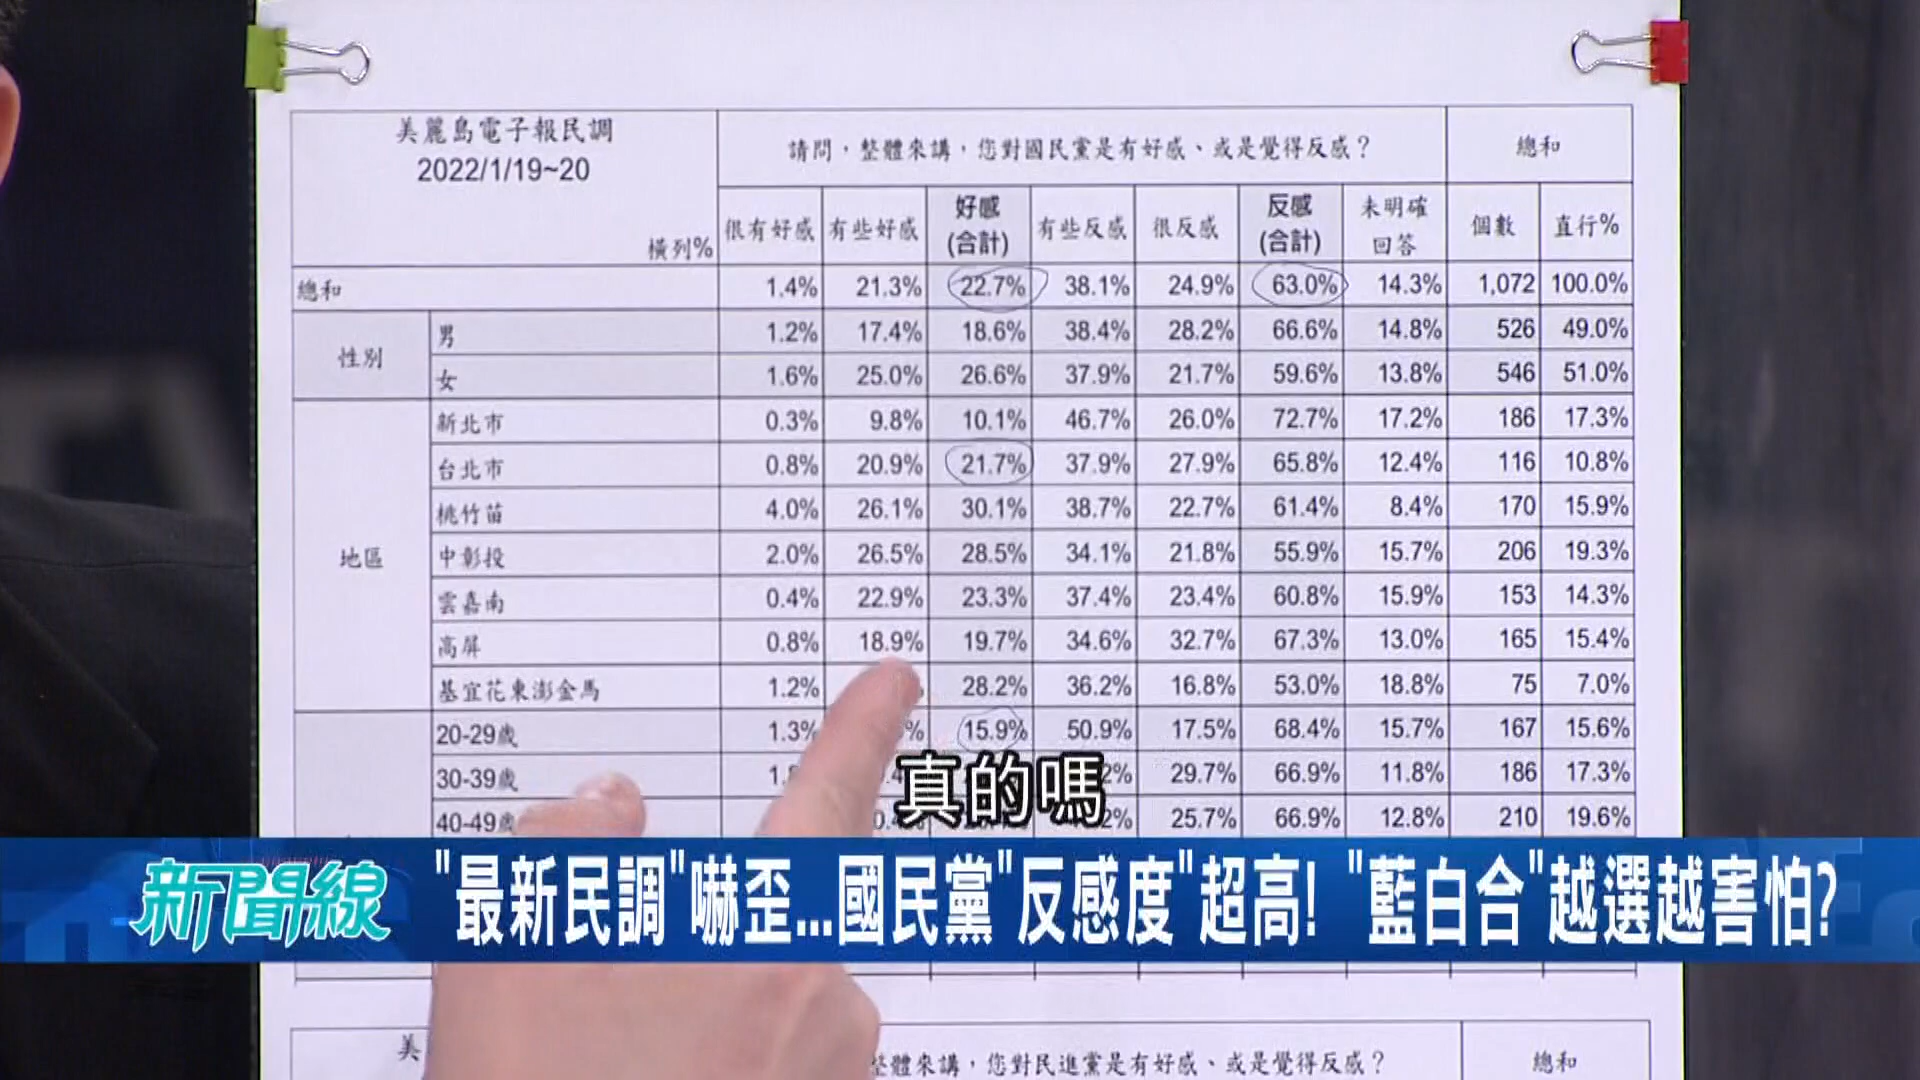 美麗島電子報民調
2022/1/19~20
橫列%
請問，整體來講，您對國民黨是有好感、或是覺得反感？ 總和
很有好感 有些好感 好感(合計) 有些反感 很反感 反感(合計) 未明確回答 個數 直行%
總和 1.4% 21.3% 22.7% 38.1% 24.9% 63.0% 14.3% 1,072 100.0%
性別
男 1.2% 17.4% 18.6% 38.4% 28.2% 66.6% 14.8% 526 49.0%
女 1.6% 25.0% 26.6% 37.9% 21.7% 59.6% 13.8% 546 51.0%
地區
新北市 0.3% 9.8% 10.1% 46.7% 26.0% 72.7% 17.2% 186 17.3%
台北市 0.8% 20.9% 21.7% 37.9% 27.9% 65.8% 12.4% 116 10.8%
桃竹苗 4.0% 26.1% 30.1% 38.7% 22.7% 61.4% 8.4% 170 15.9%
中彰投 2.0% 26.5% 28.5% 34.1% 21.8% 55.9% 15.7% 206 19.3%
雲嘉南 0.4% 22.9% 23.3% 37.4% 23.4% 60.8% 15.9% 153 14.3%
高屏 0.8% 18.9% 19.7% 34.6% 32.7% 67.3% 13.0% 165 15.4%
基宜花東澎金馬 1.2% 28.2% 36.2% 16.8% 53.0% 18.8% 75 7.0%
20-29歲 1.3% 15.9% 50.9% 17.5% 68.4% 15.7% 167 15.6%
30-39歲 29.7% 66.9% 11.8% 186 17.3%
40-49歲 25.7% 66.9% 12.8% 210 19.6%
真的嗎
新聞線
"最新民調"嚇歪...國民黨"反感度"超高! "藍白合"越選越害怕?
美
整體來講，您對民進黨是有好感、或是覺得反感？ 總和